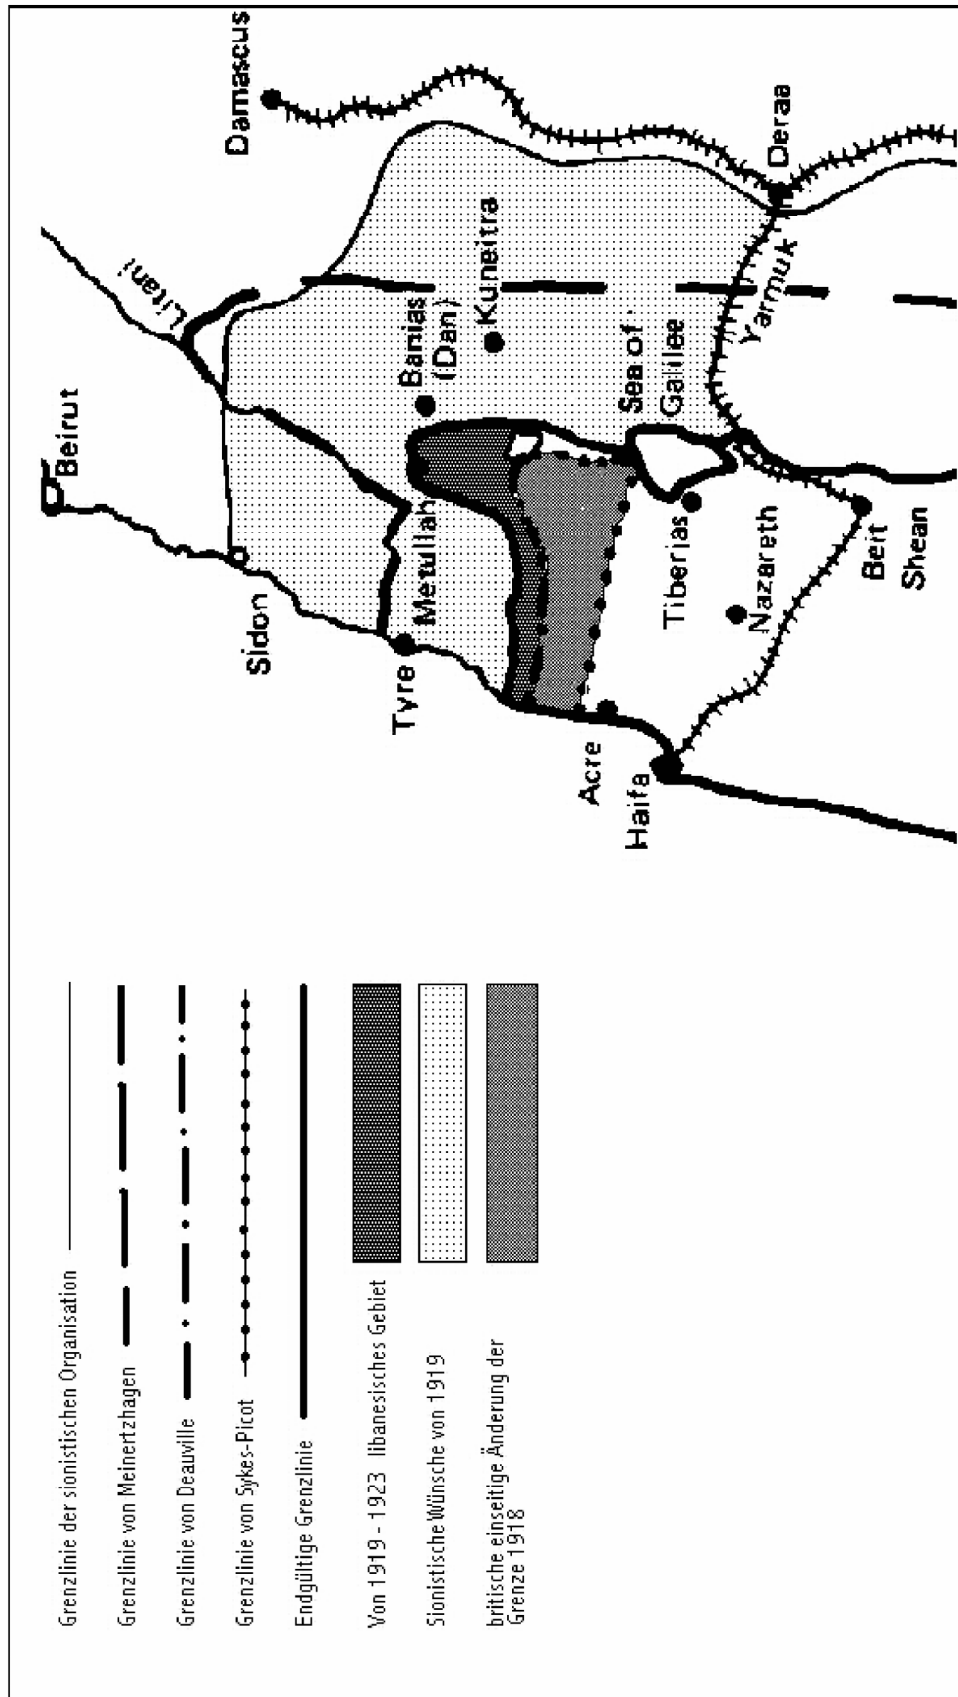 Beirut
Litani
Damascus
Sidon
Tyre
Metullah
Banias
(Dan)
Kuneitra
Acre
Haifa
Sea of
Galilee
Tiberias
Nazareth
Yarmuk
Deraa
Beit
Shean
Grenzlinie der sionistischen Organisation
Grenzlinie von Meinertzhagen
Grenzlinie von Deauville
Grenzlinie von Sykes-Picot
Endgültige Grenzlinie
Von 1919 - 1923 libanesisches Gebiet
Sionistische Wünsche von 1919
britische einseitige Änderung der
Grenze 1918